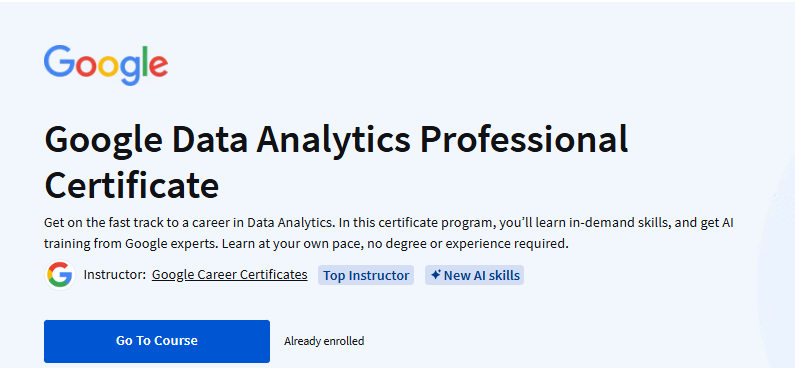 Google
Google Data Analytics Professional
Certificate
Get on the fast track to a career in Data Analytics. In this certificate program, you’ll learn in-demand skills, and get AI
training from Google experts. Learn at your own pace, no degree or experience required.
G Instructor: Google Career Certificates Top Instructor New AI skills
Go To Course Already enrolled